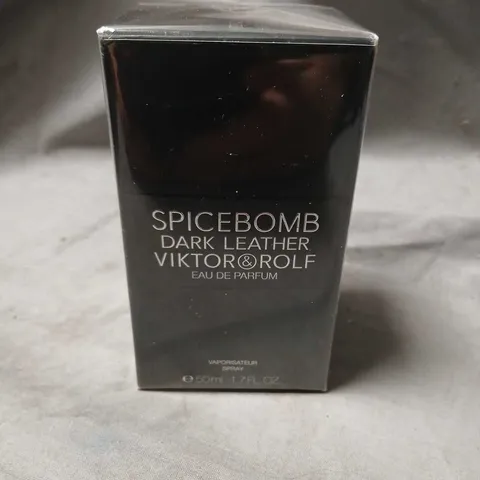 SPICEBOMB
DARK LEATHER
VIKTOR&ROLF
EAU DE PARFUM
VAPORISATEUR
SPRAY
℮ 50ml 1.7 FL.OZ.